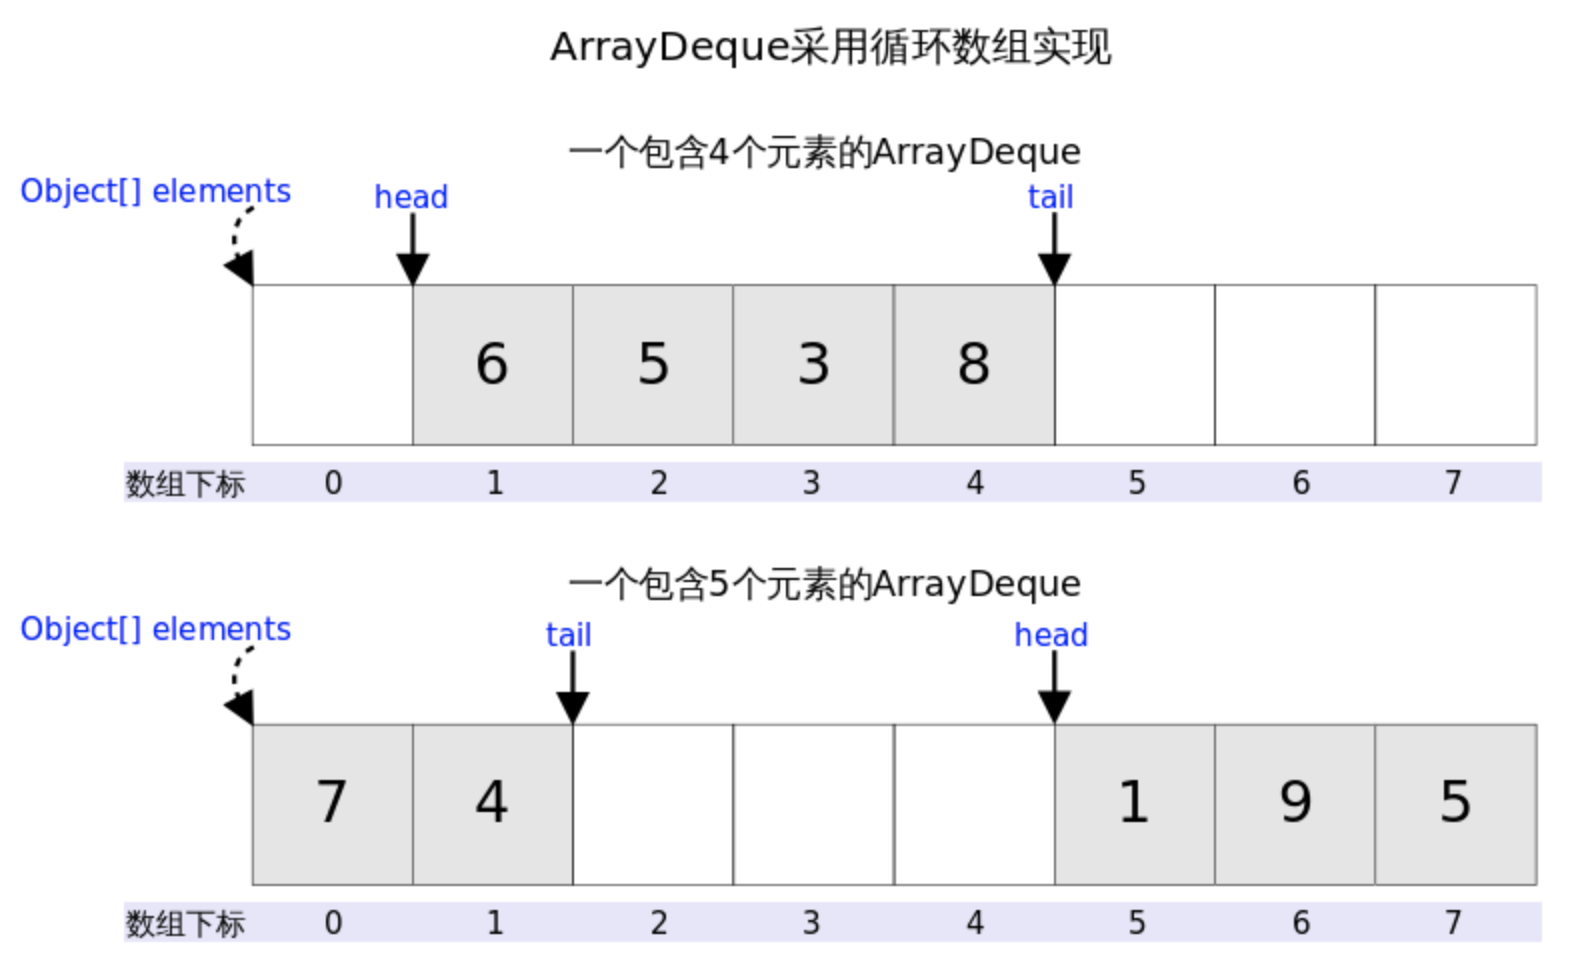 ArrayDeque采用循环数组实现
一个包含4个元素的ArrayDeque
Object[] elements head tail
6 5 3 8
数组下标 0 1 2 3 4 5 6 7
一个包含5个元素的ArrayDeque
Object[] elements tail head
7 4 1 9 5
数组下标 0 1 2 3 4 5 6 7